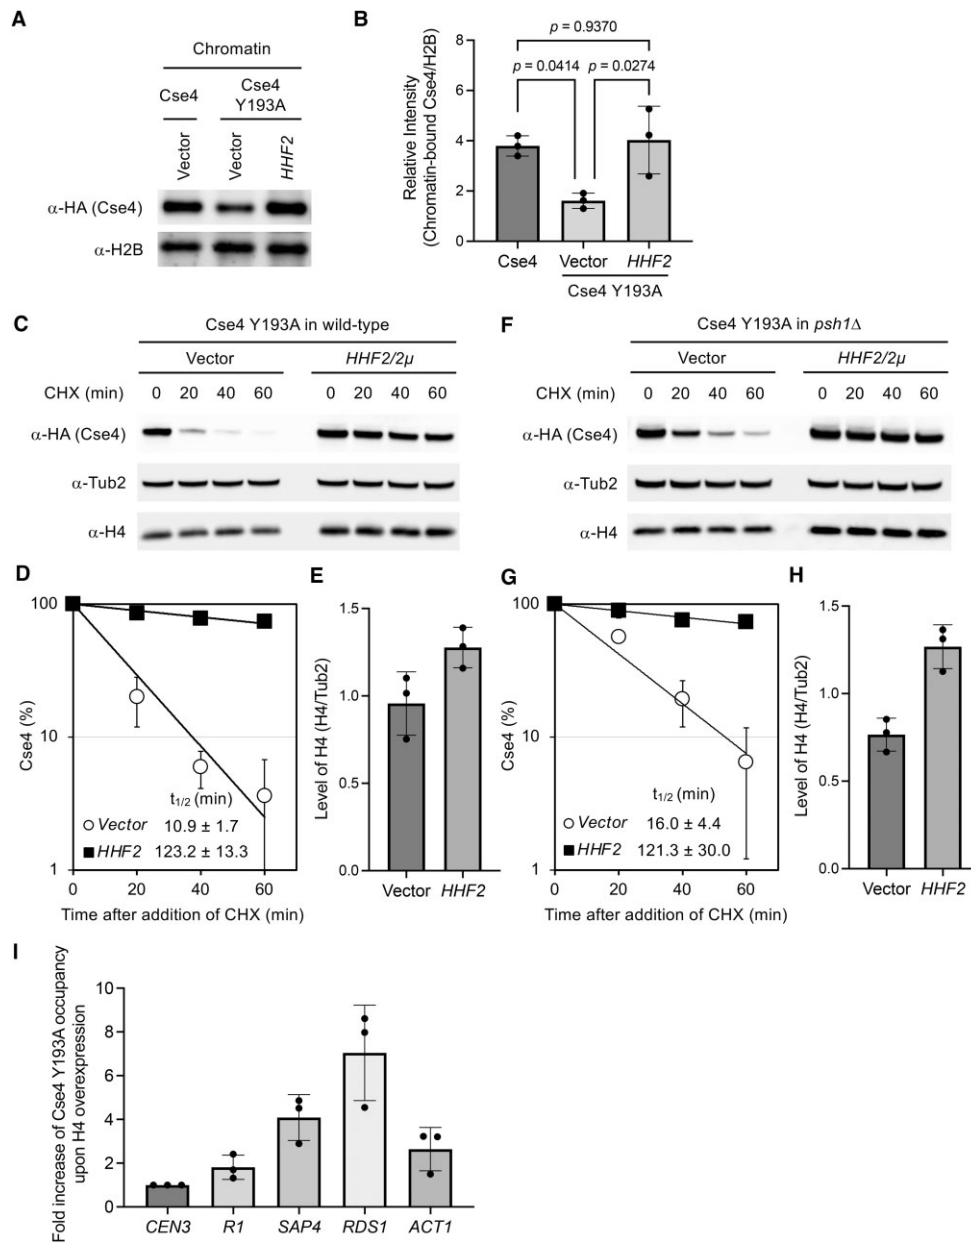 A
Chromatin
Cse4
Cse4
Y193A
Vector
Vector
HHF2
α-HA (Cse4)
α-H2B
B
Relative Intensity
(Chromatin-bound Cse4/H2B)
8
6
4
2
0
p = 0.9370
p = 0.0414
p = 0.0274
Cse4
Vector
HHF2
Cse4 Y193A
C
Cse4 Y193A in wild-type
Vector
HHF2/2μ
CHX (min)
0 20 40 60
0 20 40 60
α-HA (Cse4)
α-Tub2
α-H4
F
Cse4 Y193A in psh1Δ
Vector
HHF2/2μ
CHX (min)
0 20 40 60
0 20 40 60
α-HA (Cse4)
α-Tub2
α-H4
D
Cse4 (%)
100
10
1
t1/2 (min)
Vector 10.9 ± 1.7
HHF2 123.2 ± 13.3
0 20 40 60
Time after addition of CHX (min)
E
Level of H4 (H4/Tub2)
1.5
1.0
0.5
0.0
Vector HHF2
G
Cse4 (%)
100
10
1
t1/2 (min)
Vector 16.0 ± 4.4
HHF2 121.3 ± 30.0
0 20 40 60
Time after addition of CHX (min)
H
Level of H4 (H4/Tub2)
1.5
1.0
0.5
0.0
Vector HHF2
I
Fold increase of Cse4 Y193A occupancy
upon H4 overexpression
10
8
6
4
2
0
CEN3 R1 SAP4 RDS1 ACT1